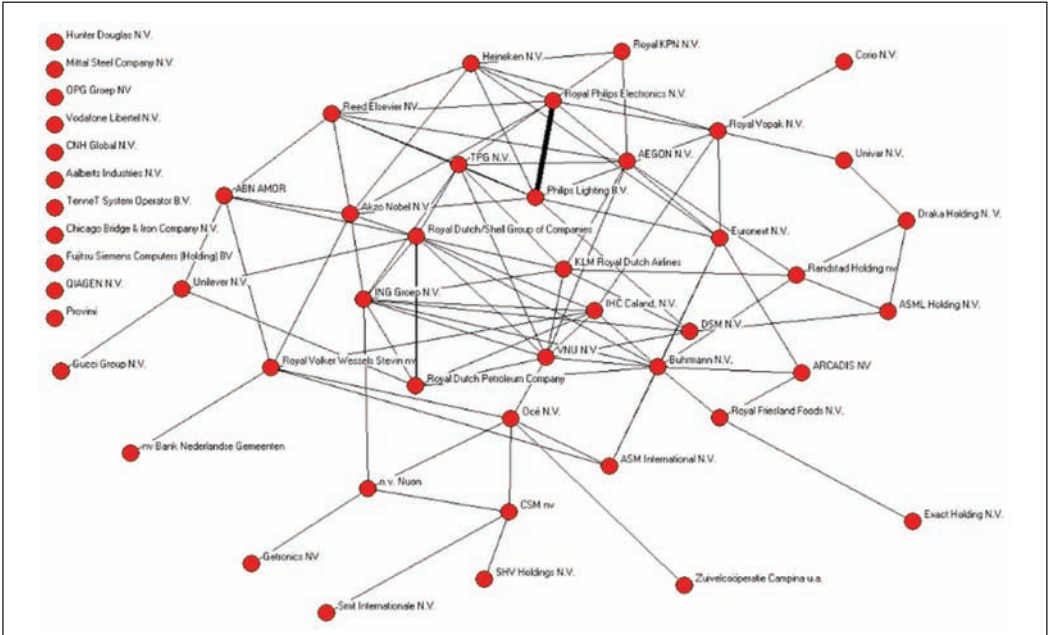 Hunter Douglas N.V.
Mittal Steel Company N.V.
OPG Groep NV
Vodafone Libertel N.V.
CNH Global N.V.
Aalberts Industries N.V.
TenneT System Operator B.V.
Chicago Bridge & Iron Company N.V.
Fujitsu Siemens Computers (Holding) BV
QIAGEN N.V.
Provimi
Heineken N.V.
Royal KPN N.V.
Corio N.V.
Royal Philips Electronics N.V.
Reed Elsevier NV
Royal Vopak N.V.
TPG N.V.
AEGON N.V.
Univar N.V.
ABN AMOR
Philips Lighting B.V.
Akzo Nobel N.V.
Draka Holding N. V.
Royal Dutch/Shell Group of Companies
Euronext N.V.
KLM Royal Dutch Airlines
Randstad Holding nv
Unilever N.V.
ING Groep N.V.
IHC Caland, N.V.
ASML Holding N.V.
DSM N.V.
VNU N.V.
Gucci Group N.V.
Royal Volker Wessels Stevin nv
Buhrmann N.V.
ARCADIS NV
Royal Dutch Petroleum Company
Océ N.V.
Royal Friesland Foods N.V.
nv Bank Nederlandse Gemeenten
ASM International N.V.
n.v. Nuon
CSM nv
Exact Holding N.V.
Getronics NV
SHV Holdings N.V.
Zuivelcoöperatie Campina u.a.
Smit Internationale N.V.